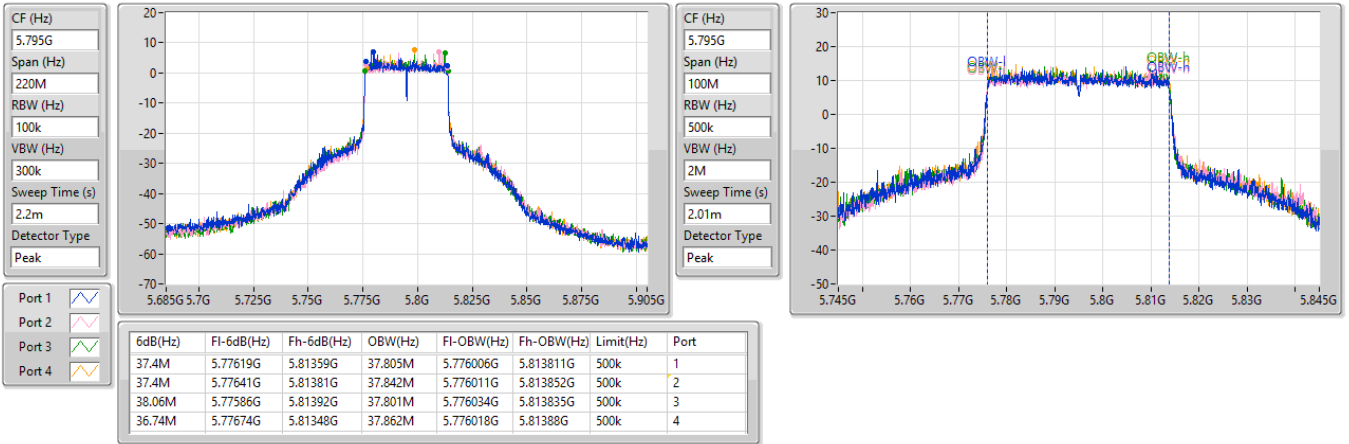 CF (Hz)
5.795G
Span (Hz)
220M
RBW (Hz)
100k
VBW (Hz)
300k
Sweep Time (s)
2.2m
Detector Type
Peak
20
10
0
-10
-20
-30
-40
-50
-60
-70
5.685G 5.7G 5.725G 5.75G 5.775G 5.8G 5.825G 5.85G 5.875G 5.905G
CF (Hz)
5.795G
Span (Hz)
100M
RBW (Hz)
500k
VBW (Hz)
2M
Sweep Time (s)
2.01m
Detector Type
Peak
30
20
10
0
-10
-20
-30
-40
-50
OBW-l OBW-h
OBW-h
5.745G 5.76G 5.77G 5.78G 5.79G 5.8G 5.81G 5.82G 5.83G 5.845G
Port 1
Port 2
Port 3
Port 4
6dB(Hz) Fl-6dB(Hz) Fh-6dB(Hz) OBW(Hz) Fl-OBW(Hz) Fh-OBW(Hz) Limit(Hz) Port
37.4M 5.77619G 5.81359G 37.805M 5.776006G 5.813811G 500k 1
37.4M 5.77641G 5.81381G 37.842M 5.776011G 5.813852G 500k 2
38.06M 5.77586G 5.81392G 37.801M 5.776034G 5.813835G 500k 3
36.74M 5.77674G 5.81348G 37.862M 5.776018G 5.81388G 500k 4